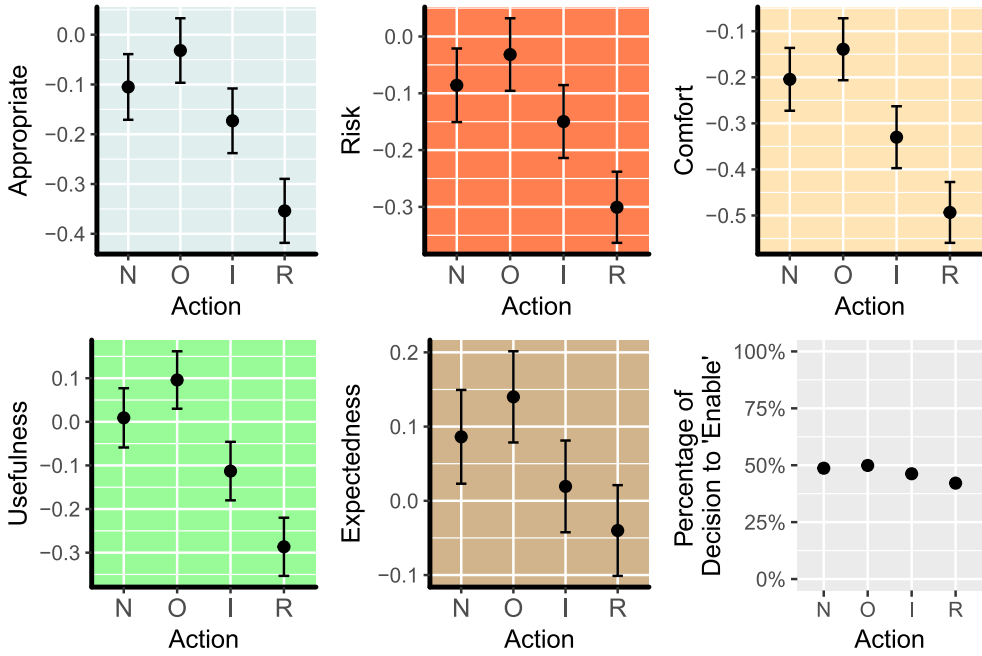 Appropriate
0.0
−0.1
−0.2
−0.3
−0.4
N O I R
Action
Risk
0.0
−0.1
−0.2
−0.3
N O I R
Action
Comfort
−0.1
−0.2
−0.3
−0.4
−0.5
N O I R
Action
Usefulness
0.1
0.0
−0.1
−0.2
−0.3
N O I R
Action
Expectedness
0.2
0.1
0.0
−0.1
N O I R
Action
Percentage of
Decision to 'Enable'
100%
75%
50%
25%
0%
N O I R
Action